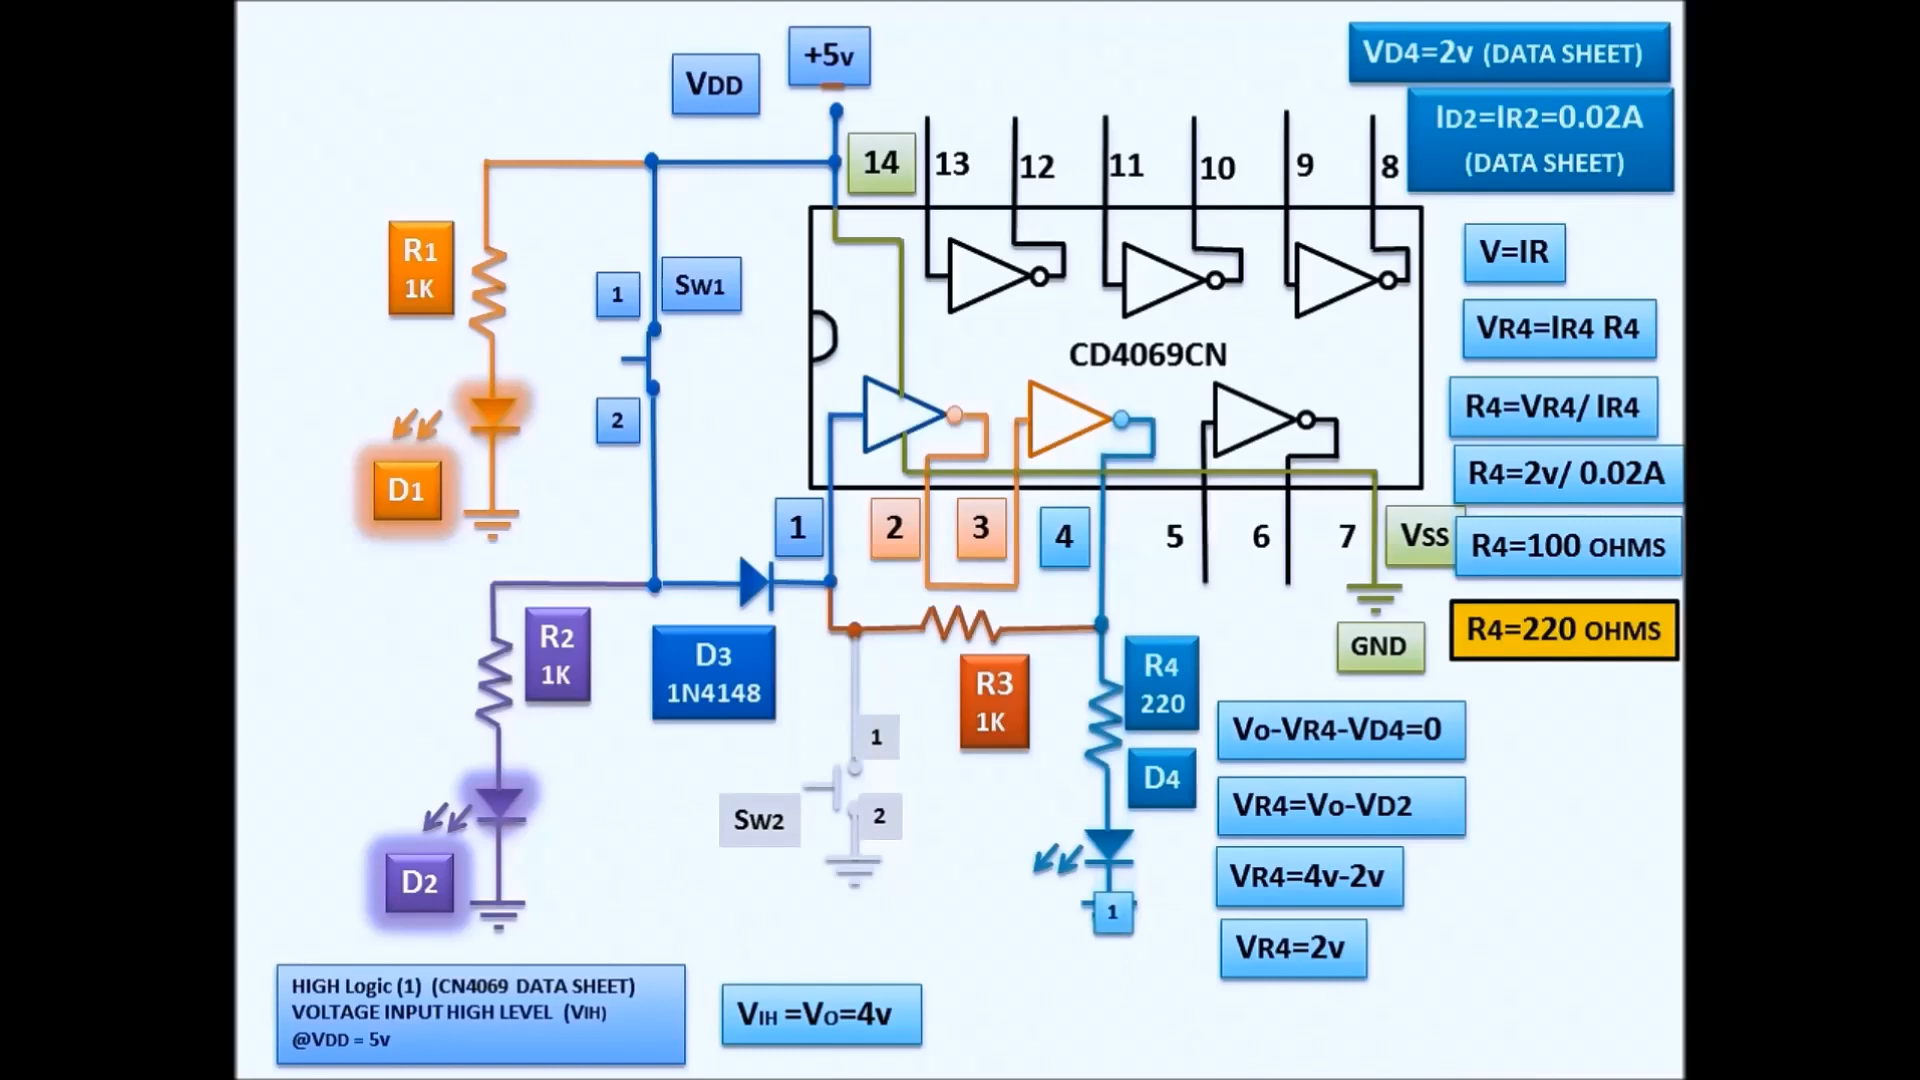 +5v
VDD
VD4=2v (DATA SHEET)
ID2=IR2=0.02A
(DATA SHEET)
14
13
12
11
10
9
8
R1
1K
1
Sw1
2
V=IR
VR4=IR4 R4
CD4069CN
R4=VR4/ IR4
R4=2v/ 0.02A
D1
1
2
3
4
5
6
7
Vss
R4=100 OHMS
R4=220 OHMS
GND
R2
1K
D3
1N4148
R3
1K
R4
220
Vo-VR4-VD4=0
1
Sw2
2
D4
VR4=Vo-VD2
D2
VR4=4v-2v
1
VR4=2v
HIGH Logic (1) (CN4069 DATA SHEET)
VOLTAGE INPUT HIGH LEVEL (VIH)
@VDD = 5v
VIH =VO=4v